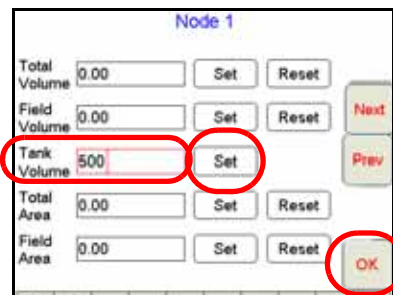 Node 1
Total Volume 0.00 Set Reset
Field Volume 0.00 Set Reset Next
Tank Volume 500 Set Prev
Total Area 0.00 Set Reset
Field Area 0.00 Set Reset OK